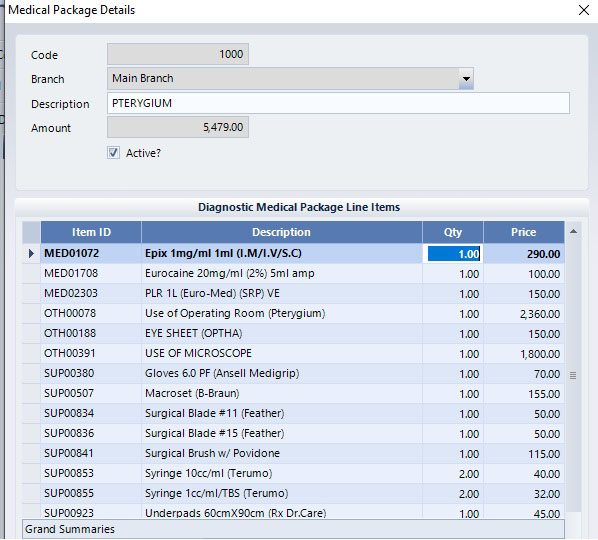 Medical Package Details
Code 1000
Branch Main Branch
Description PTERYGIUM
Amount 5,479.00
Active?
Diagnostic Medical Package Line Items
Item ID Description Qty Price
MED01072 Epix 1mg/ml 1ml (I.M/I.V/S.C) 1.00 290.00
MED01708 Eurocaine 20mg/ml (2%) 5ml amp 1.00 100.00
MED02303 PLR 1L (Euro-Med) (SRP) VE 1.00 150.00
OTH00078 Use of Operating Room (Pterygium) 1.00 2,360.00
OTH00188 EYE SHEET (OPTHA) 1.00 150.00
OTH00391 USE OF MICROSCOPE 1.00 1,800.00
SUP00380 Gloves 6.0 PF (Ansell Medigrip) 1.00 70.00
SUP00507 Macroset (B-Braun) 1.00 155.00
SUP00834 Surgical Blade #11 (Feather) 1.00 50.00
SUP00836 Surgical Blade #15 (Feather) 1.00 50.00
SUP00841 Surgical Brush w/ Povidone 1.00 115.00
SUP00853 Syringe 10cc/ml (Terumo) 2.00 40.00
SUP00855 Syringe 1cc/ml/TBS (Terumo) 2.00 32.00
SUP00923 Underpads 60cmX90cm (Rx Dr.Care) 1.00 45.00
Grand Summaries